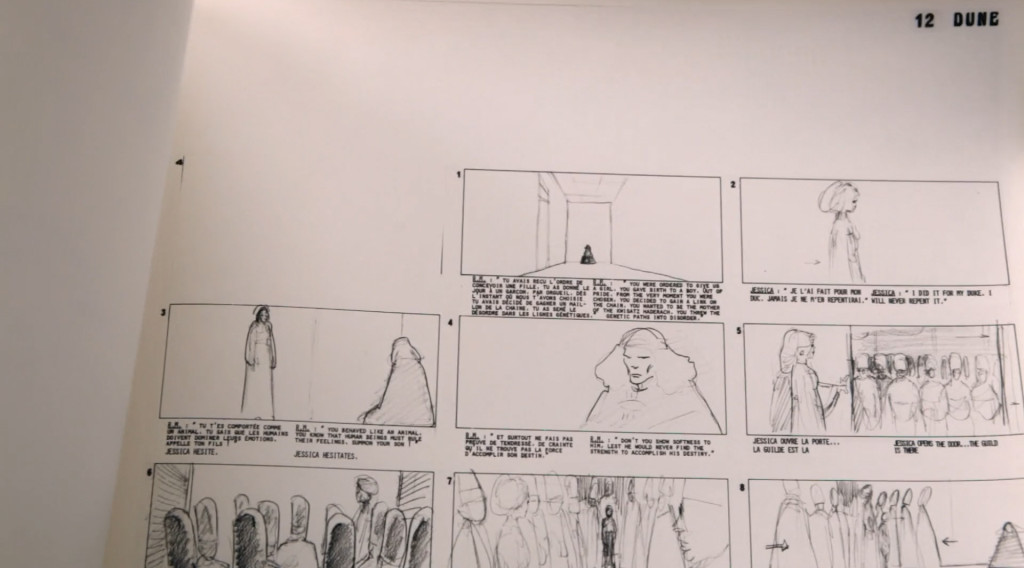 12 DUNE
1
2
R.M. : " TU AVAIS REÇU L'ORDRE DE
CONCEVOIR UNE FILLE. TU AS DONNÉ LE
JOUR À UN GARÇON. PAR ORGUEIL. DÈS
L'INSTANT OÙ NOUS T'AVONS CHOISIE
TU AVAIS DÉCIDÉ DE GAGNER UN MAIL-
LON DE LA CHAINE. TU AS SEMÉ LE
DÉSORDRE DANS LES LIGNES GÉNÉTIQUES."
R.M. : " YOU WERE ORDERED TO GIVE US
A GIRL. YOU GAVE BIRTH TO A BOY. OUT OF
PRIDE. FROM THE VERY MOMENT YOU WERE
CHOSEN. YOU DECIDED TO GAIN A LINK IN
THE CHAIN. YOU WANTED TO BE THE MOTHER
OF THE KWISATZ HADERACH. YOU THREW THE
GENETIC PATHS INTO DISORDER.
JESSICA : " JE L'AI FAIT POUR MON
DUC. JAMAIS JE NE M'EN REPENTIRAI."
JESSICA : " I DID IT FOR MY DUKE. I
WILL NEVER REPENT IT."
3
4
5
R.M. : " TU T'ES COMPORTÉE COMME
UN ANIMAL. TU SAIS QUE LES HUMAINS
DOIVENT DOMINER LEURS ÉMOTIONS.
APPELLE TON FILS !"
JESSICA HESITE.
R.M. : " YOU BEHAVED LIKE AN ANIMAL.
YOU KNOW THAT HUMAN BEINGS MUST RULE
THEIR FEELINGS. SUMMON YOUR SON
JESSICA HESITATES.
R.M. : " ET SURTOUT NE FAIS PAS
PREUVE DE TENDRESSE. DE CRAINTE
QU'IL NE TROUVE PAS LA FORCE
D'ACCOMPLIR SON DESTIN."
R.M. : " DON'T YOU SHOW SOFTNESS TO
HIM. LEST HE WOULD NEVER FIND THE
STRENGTH TO ACCOMPLISH HIS DESTINY."
JESSICA OUVRE LA PORTE...
LA GUILDE EST LA
JESSICA OPENS THE DOOR...THE GUILD
IS THERE
6
7
8